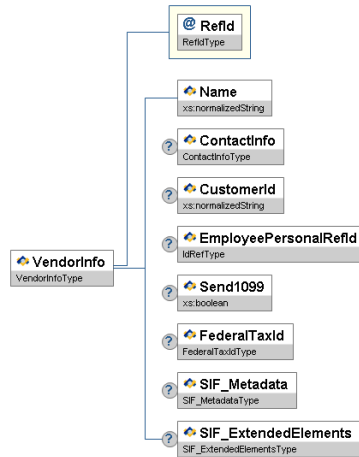 @ RefId
RefIdType
Name
xs:normalizedString
? ContactInfo
ContactInfoType
? CustomerId
xs:normalizedString
? EmployeePersonalRefId
IdRefType
VendorInfo
VendorInfoType
? Send1099
xs:boolean
? FederalTaxId
FederalTaxIdType
? SIF_Metadata
SIF_MetadataType
? SIF_ExtendedElements
SIF_ExtendedElementsType